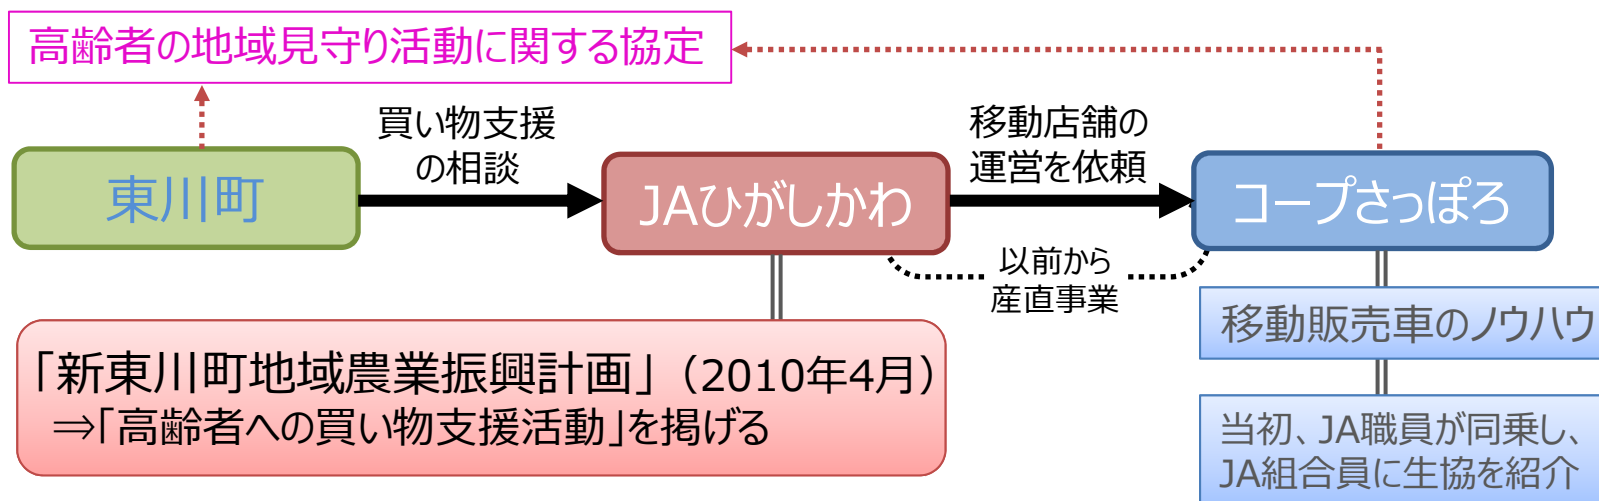 高齢者の地域見守り活動に関する協定
買い物支援
の相談
移動店舗の
運営を依頼
東川町
JAひがしかわ
コープさっぽろ
以前から
産直事業
移動販売車のノウハウ
「新東川町地域農業振興計画」（2010年4月）
⇒「高齢者への買い物支援活動」を掲げる
当初、JA職員が同乗し、
JA組合員に生協を紹介